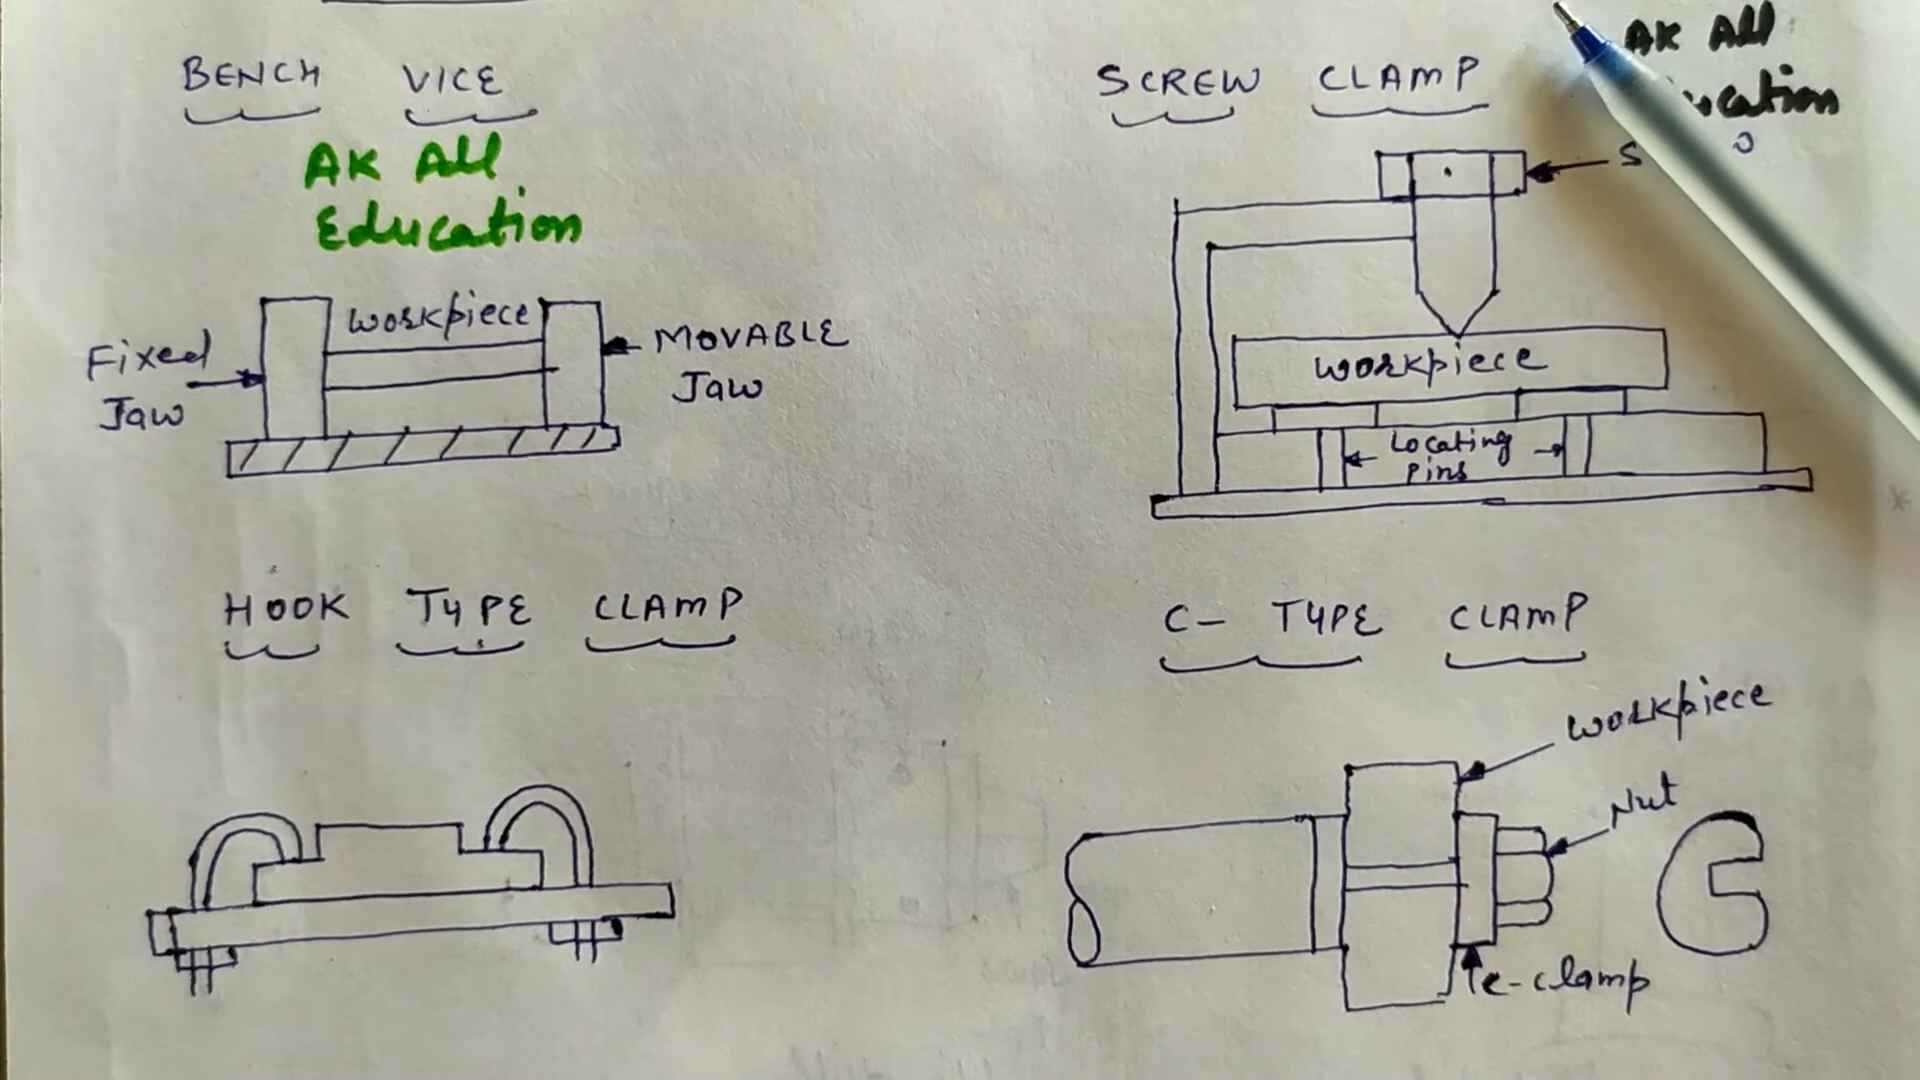 BENCH VICE
AK All
Education
Fixed
Jaw
workpiece
MOVABLE
Jaw
SCREW CLAMP
AK All
S
workpiece
Locating
pins
HOOK TYPE CLAMP
C- TYPE CLAMP
workpiece
Nut
c-clamp